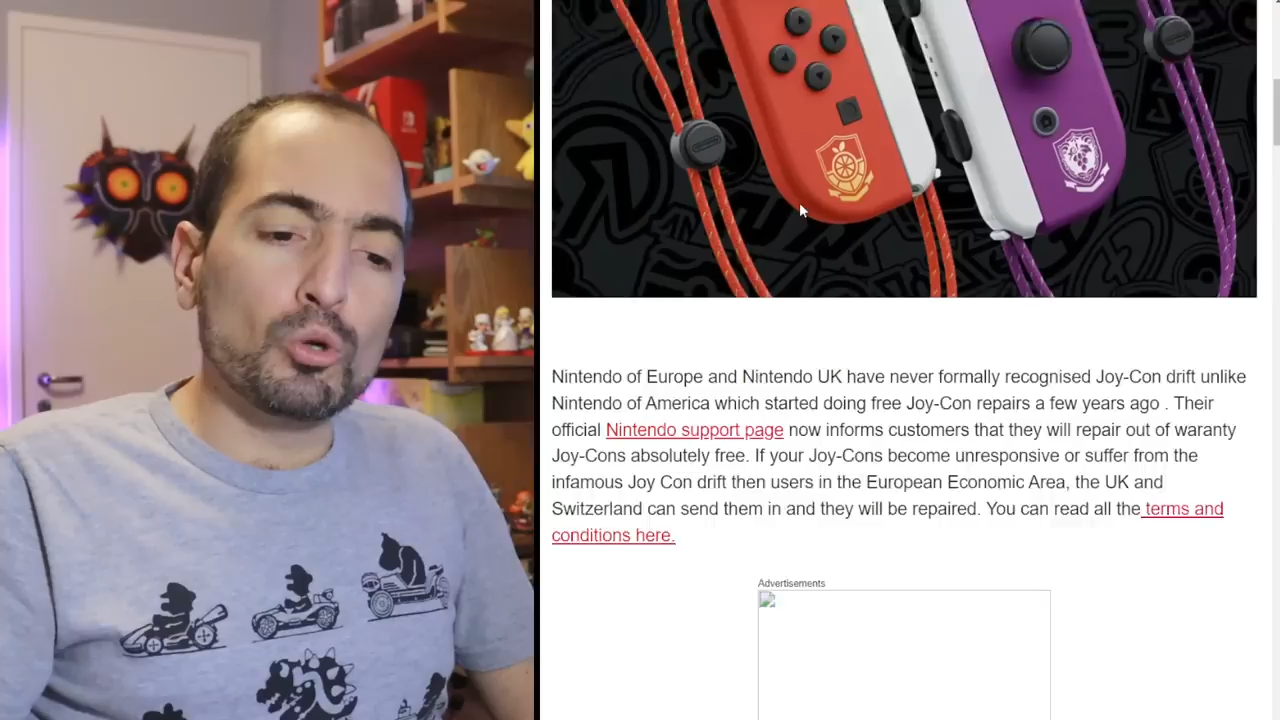 Nintendo of Europe and Nintendo UK have never formally recognised Joy-Con drift unlike
Nintendo of America which started doing free Joy-Con repairs a few years ago . Their
official Nintendo support page now informs customers that they will repair out of waranty
Joy-Cons absolutely free. If your Joy-Cons become unresponsive or suffer from the
infamous Joy Con drift then users in the European Economic Area, the UK and
Switzerland can send them in and they will be repaired. You can read all the terms and
conditions here.
Advertisements